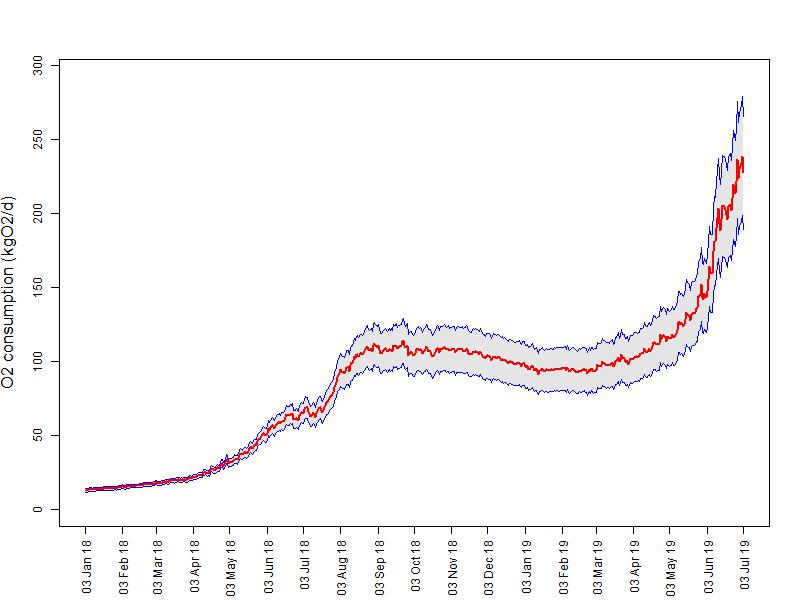 O2 consumption (kgO2/d)
300
250
200
150
100
50
0
03 Jan 18
03 Feb 18
03 Mar 18
03 Apr 18
03 May 18
03 Jun 18
03 Jul 18
03 Aug 18
03 Sep 18
03 Oct 18
03 Nov 18
03 Dec 18
03 Jan 19
03 Feb 19
03 Mar 19
03 Apr 19
03 May 19
03 Jun 19
03 Jul 19